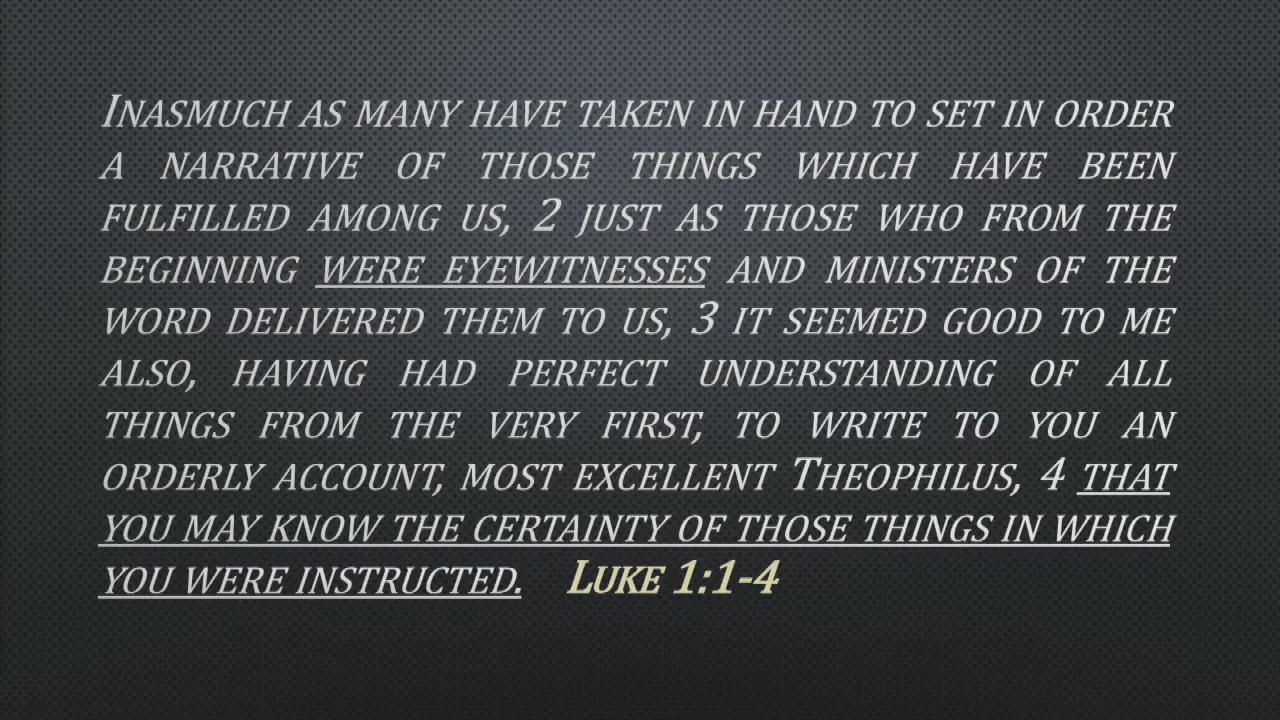 Inasmuch as many have taken in hand to set in order
a narrative of those things which have been
fulfilled among us, 2 just as those who from the
beginning were eyewitnesses and ministers of the
word delivered them to us, 3 it seemed good to me
also, having had perfect understanding of all
things from the very first, to write to you an
orderly account, most excellent Theophilus, 4 that
you may know the certainty of those things in which
you were instructed. Luke 1:1-4